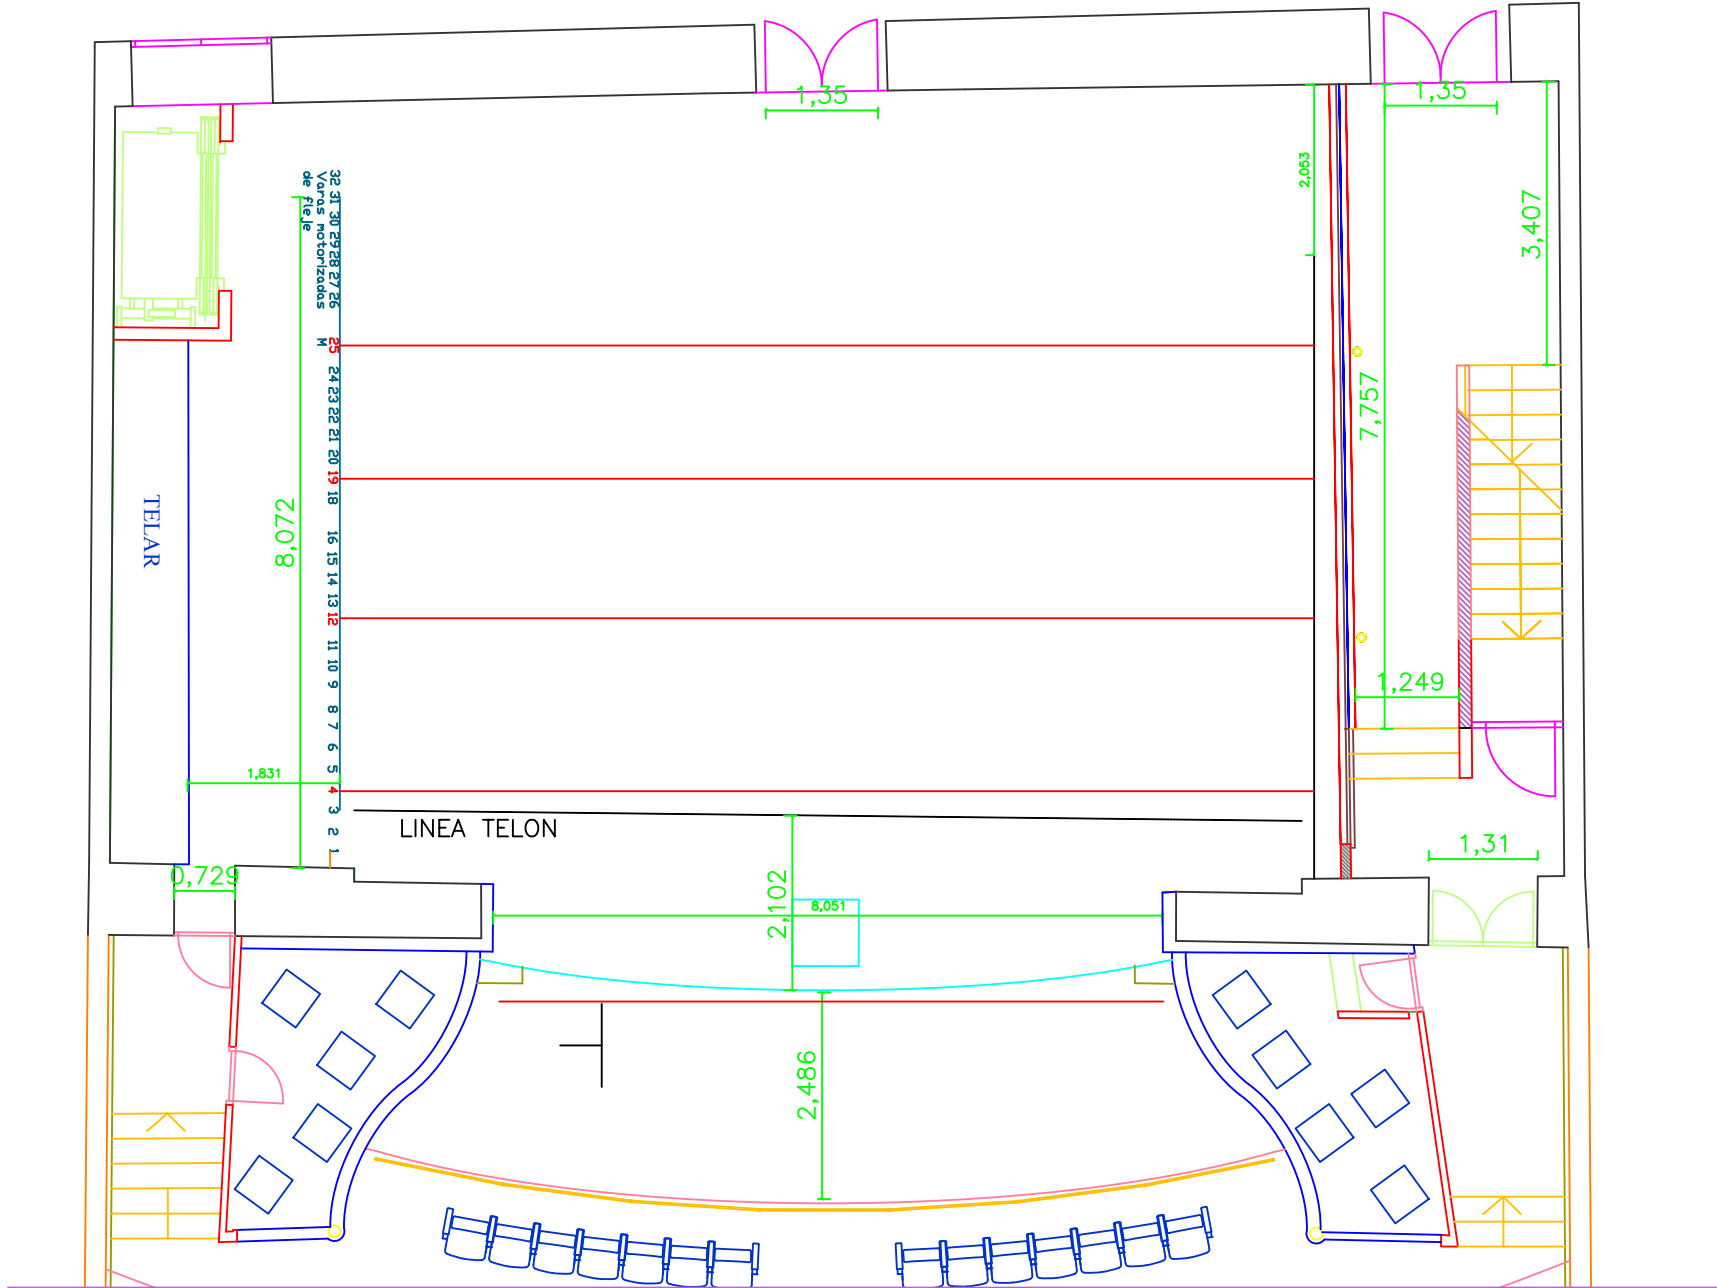 1,35
1,35
2,053
3,407
32 31 30 29 28 27 26 25 24 23 22 21 20 19 18 16 15 14 13 12 11 10 9 8 7 6 5 4 3 2 1
Varas motorizadas M
de fleje
7,757
8,072
TELAR
1,249
1,831
LINEA TELON
1,31
0,729
2,102
8,051
2,486